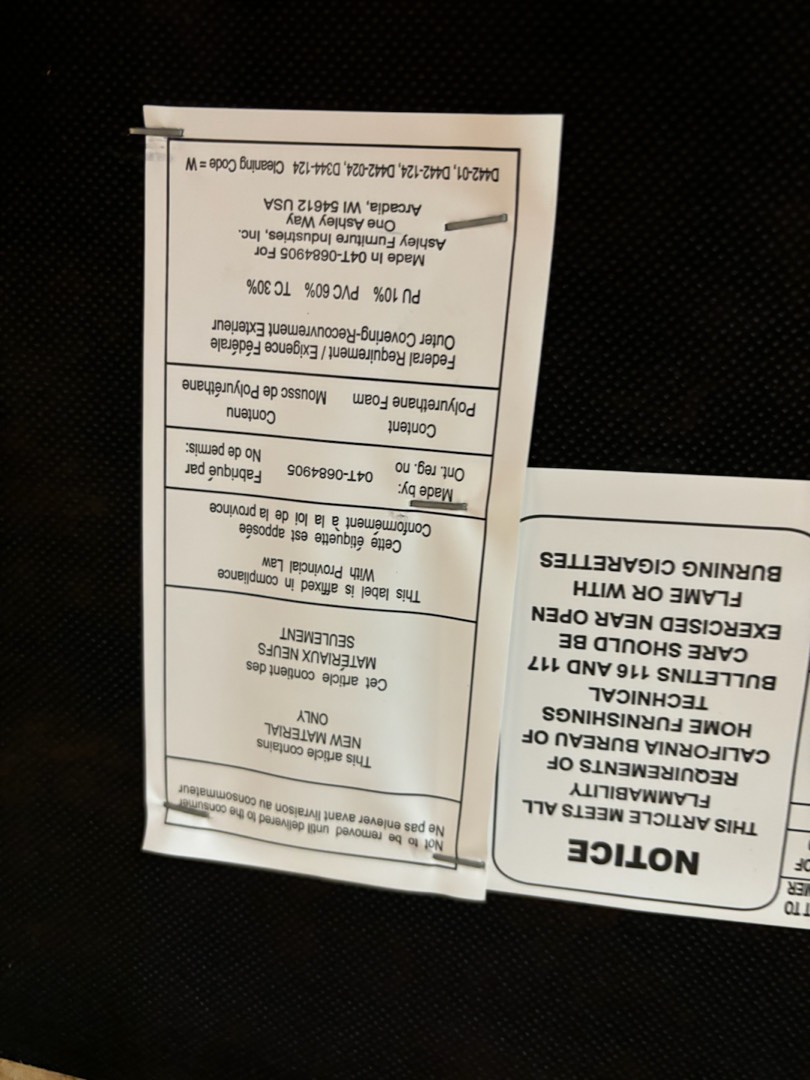 Not to be removed until delivered to the consumer
Ne pas enlever avant livraison au consommateur
This article contains
NEW MATERIAL
ONLY
Cet article contient des
MATÉRIAUX NEUFS
SEULEMENT
This label is affixed in compliance
With Provincial Law
Cette étiquètte est apposée
Conformément à la loi de la province
Made by: 04T-0684905 Fabriqué par
Ont. reg. no No de permis:
Content Contenu
Polyurethane Foam Moussc de Polyuréthane
Federal Requirement / Exigence Fédérale
Outer Covering-Recouvrement Exterieur
PU 10% PVC 60% TC 30%
Made In 04T-0684905 For
Ashley Furniture Industries, Inc.
One Ashley Way
Arcadia, WI 54612 USA
D442-01, D442-124, D442-024, D344-124 Cleaning Code = W
NOTICE
THIS ARTICLE MEETS ALL
FLAMMABILITY
REQUIREMENTS OF
CALIFORNIA BUREAU OF
HOME FURNISHINGS
TECHNICAL
BULLETINS 116 AND 117
CARE SHOULD BE
EXERCISED NEAR OPEN
FLAME OR WITH
BURNING CIGARETTES